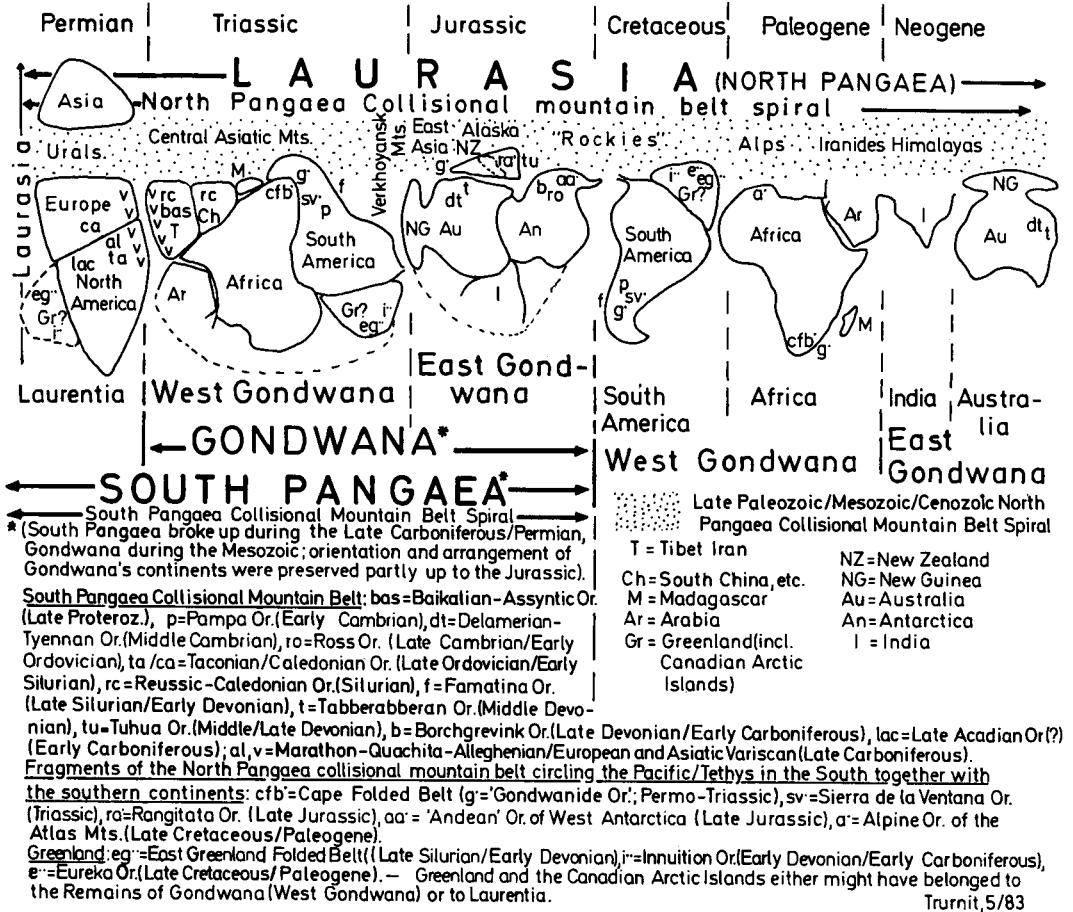 Permian Triassic Jurassic Cretaceous Paleogene Neogene
LAURASIA (NORTH PANGAEA)
Asia North Pangaea Collisional mountain belt spiral
Laurasia
Urals. Central Asiatic Mts. Verkhoyansk Mts. East Asia Alaska NZ "Rockies" Alps Iranides Himalayas
g· ra· tu
Europe ca al ta lac North America eg·· Gr? i··
v v v v v v
rc bas T rc Ch M cfb· g· sv· p f
v v v v v v
Ar Africa South America Gr? i·· eg··
NG Au dt t b ro aa· An I
i·· e·· eg·· Gr? South America p sv· f g·
a· Africa Ar cfb· g· M
I
NG Au dt t
Laurentia West Gondwana East Gondwana South America Africa India Australia
GONDWANA* West Gondwana East Gondwana
SOUTH PANGAEA*
South Pangaea Collisional Mountain Belt Spiral
*(South Pangaea broke up during the Late Carboniferous/Permian,
Gondwana during the Mesozoic; orientation and arrangement of
Gondwana's continents were preserved partly up to the Jurassic).
Late Paleozoic/Mesozoic/Cenozoic North
Pangaea Collisional Mountain Belt Spiral
T = Tibet Iran
Ch = South China, etc.
M = Madagascar
Ar = Arabia
Gr = Greenland(incl.
Canadian Arctic
Islands)
NZ = New Zealand
NG = New Guinea
Au = Australia
An = Antarctica
I = India
South Pangaea Collisional Mountain Belt: bas=Baikalian-Assyntic Or.
(Late Proteroz.), p=Pampa Or.(Early Cambrian), dt=Delamerian-
Tyennan Or.(Middle Cambrian), ro=Ross Or. (Late Cambrian/Early
Ordovician), ta/ca=Taconian/Caledonian Or. (Late Ordovician/Early
Silurian), rc=Reussic-Caledonian Or.(Silurian), f=Famatina Or.
(Late Silurian/Early Devonian), t=Tabberabberan Or.(Middle Devo-
nian), tu=Tuhua Or.(Middle/Late Devonian), b=Borchgrevink Or.(Late Devonian/Early Carboniferous), lac=Late Acadian Or(?)
(Early Carboniferous); al, v=Marathon-Quachita-Alleghenian/European and Asiatic Variscan (Late Carboniferous).
Fragments of the North Pangaea collisional mountain belt circling the Pacific/Tethys in the South together with
the southern continents: cfb·=Cape Folded Belt (g·='Gondwanide Or.'; Permo-Triassic), sv·=Sierra de la Ventana Or.
(Triassic), ra·=Rangitata Or. (Late Jurassic), aa·= 'Andean' Or. of West Antarctica (Late Jurassic), a·=Alpine Or. of the
Atlas Mts.(Late Cretaceous/Paleogene).
Greenland: eg··=East Greenland Folded Belt((Late Silurian/Early Devonian), i··=Innuition Or.(Early Devonian/Early Carboniferous),
e··=Eureka Or.(Late Cretaceous/Paleogene). — Greenland and the Canadian Arctic Islands either might have belonged to
the Remains of Gondwana (West Gondwana) or to Laurentia.
Trurnit, 5/83